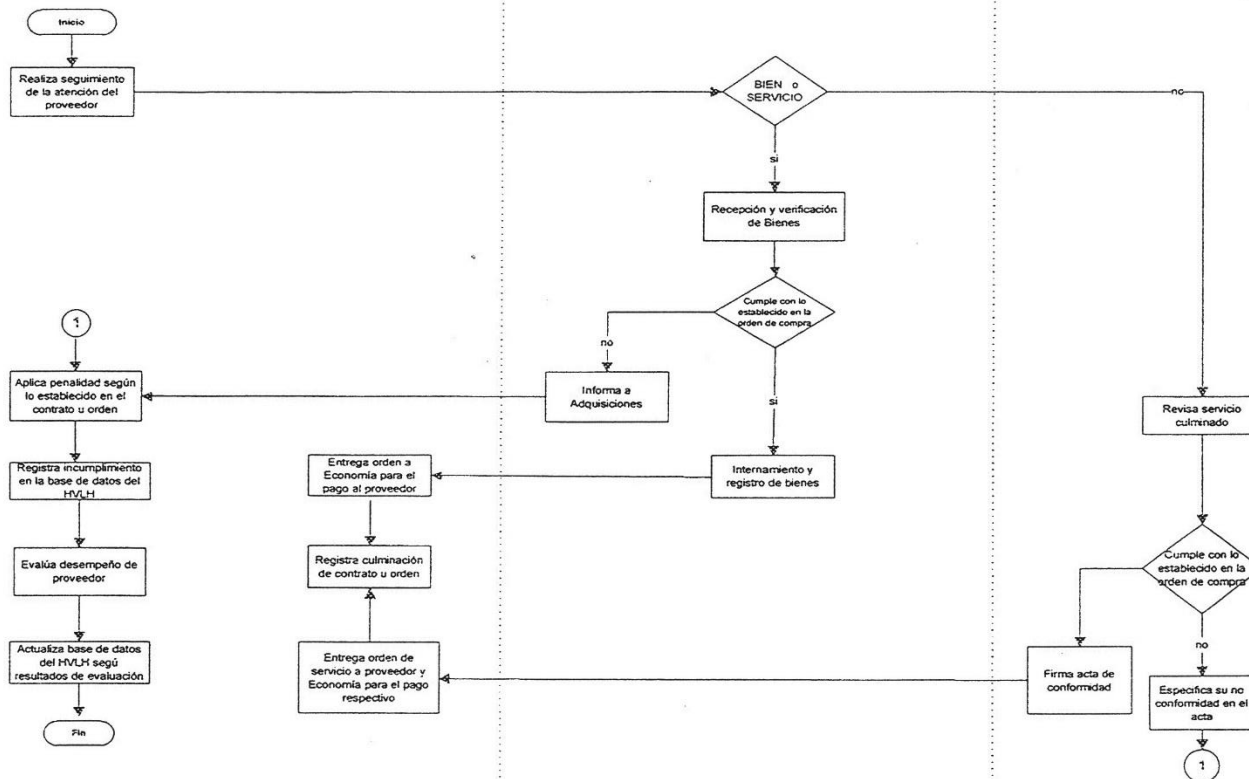 Inicio
Realiza seguimiento
de la atención del
proveedor
BIEN o
SERVICIO
no
si
Recepción y verificación
de Bienes
Cumple con lo
establecido en la
orden de compra
no
si
1
Aplica penalidad según
lo establecido en el
contrato u orden
Informa a
Adquisiciones
Revisa servicio
culminado
Registra incumplimiento
en la base de datos del
HVLH
Entrega orden a
Economía para el
pago al proveedor
Internamiento y
registro de bienes
Evalúa desempeño de
proveedor
Registra culminación
de contrato u orden
Cumple con lo
establecido en la
orden de compra
no
Actualiza base de datos
del HVLH segú
resultados de evaluación
Entrega orden de
servicio a proveedor y
Economía para el pago
respectivo
Firma acta de
conformidad
Especifica su no
conformidad en el
acta
Fin
1